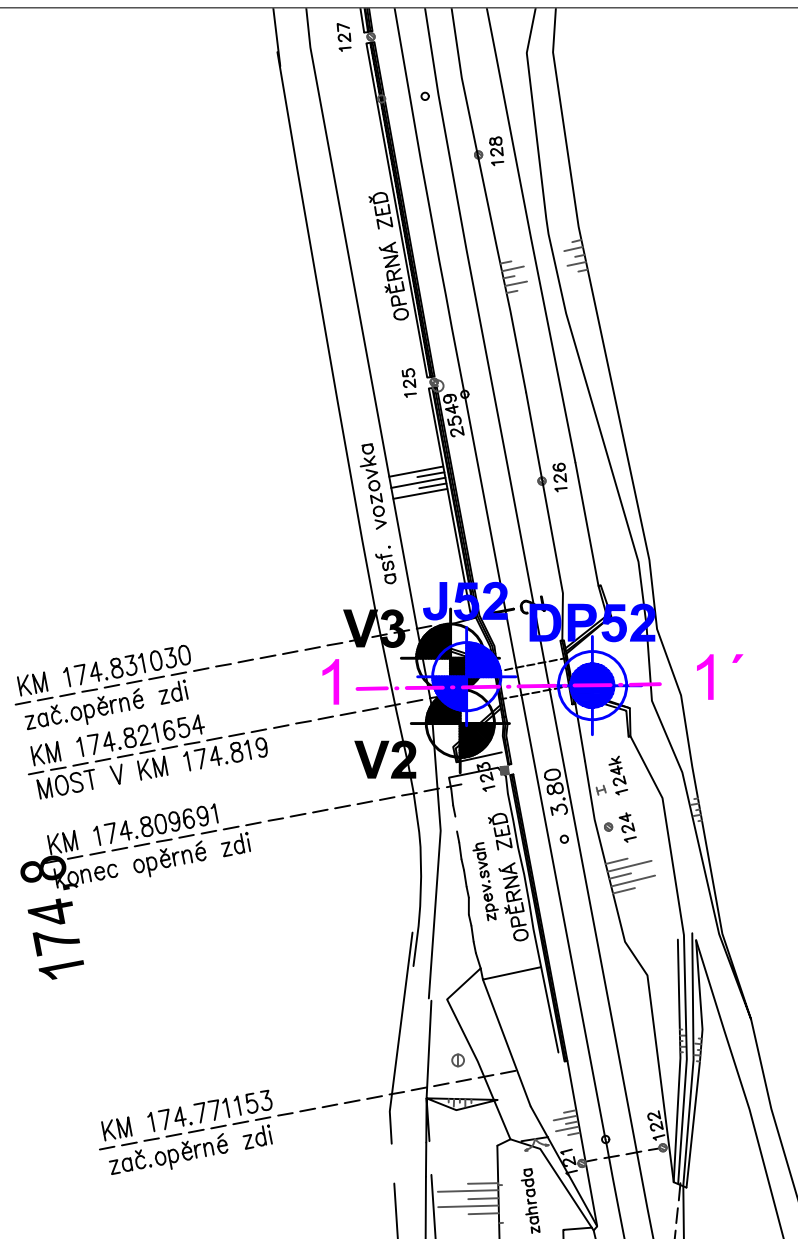 127
128
OPĚRNÁ ZEĎ
125
2549
126
asf. vozovka
J52
DP52
V3
1
1´
V2
KM 174.831030
zač.opěrné zdi
KM 174.821654
MOST V KM 174.819
KM 174.809691
konec opěrné zdi
174,8
123
3.80
124k
124
zpev.svah
OPĚRNÁ ZEĎ
KM 174.771153
zač.opěrné zdi
121
122
zahrada